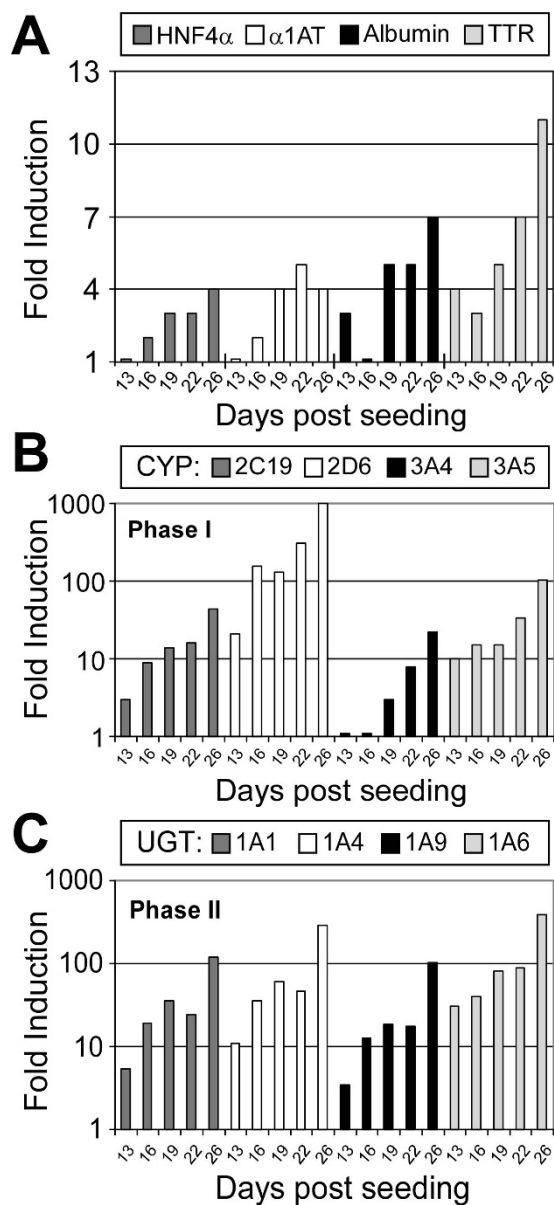 A
HNF4α α1AT Albumin TTR
13
10
7
4
1
Fold Induction
13 16 19 22 26 13 16 19 22 26 13 16 19 22 26 13 16 19 22 26
Days post seeding
B
CYP: 2C19 2D6 3A4 3A5
Phase I
1000
100
10
1
Fold Induction
13 16 19 22 26 13 16 19 22 26 13 16 19 22 26 13 16 19 22 26
Days post seeding
C
UGT: 1A1 1A4 1A9 1A6
Phase II
1000
100
10
1
Fold Induction
13 16 19 22 26 13 16 19 22 26 13 16 19 22 26 13 16 19 22 26
Days post seeding